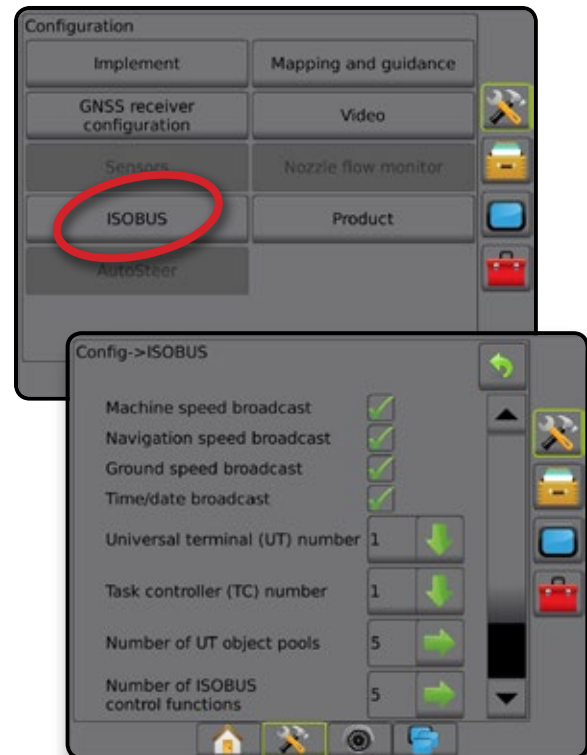 Configuration
Implement
Mapping and guidance
GNSS receiver
configuration
Video
Sensors
Nozzle flow monitor
ISOBUS
Product
AutoSteer
Config->ISOBUS
Machine speed broadcast
Navigation speed broadcast
Ground speed broadcast
Time/date broadcast
Universal terminal (UT) number 1
Task controller (TC) number 1
Number of UT object pools 5
Number of ISOBUS
control functions 5